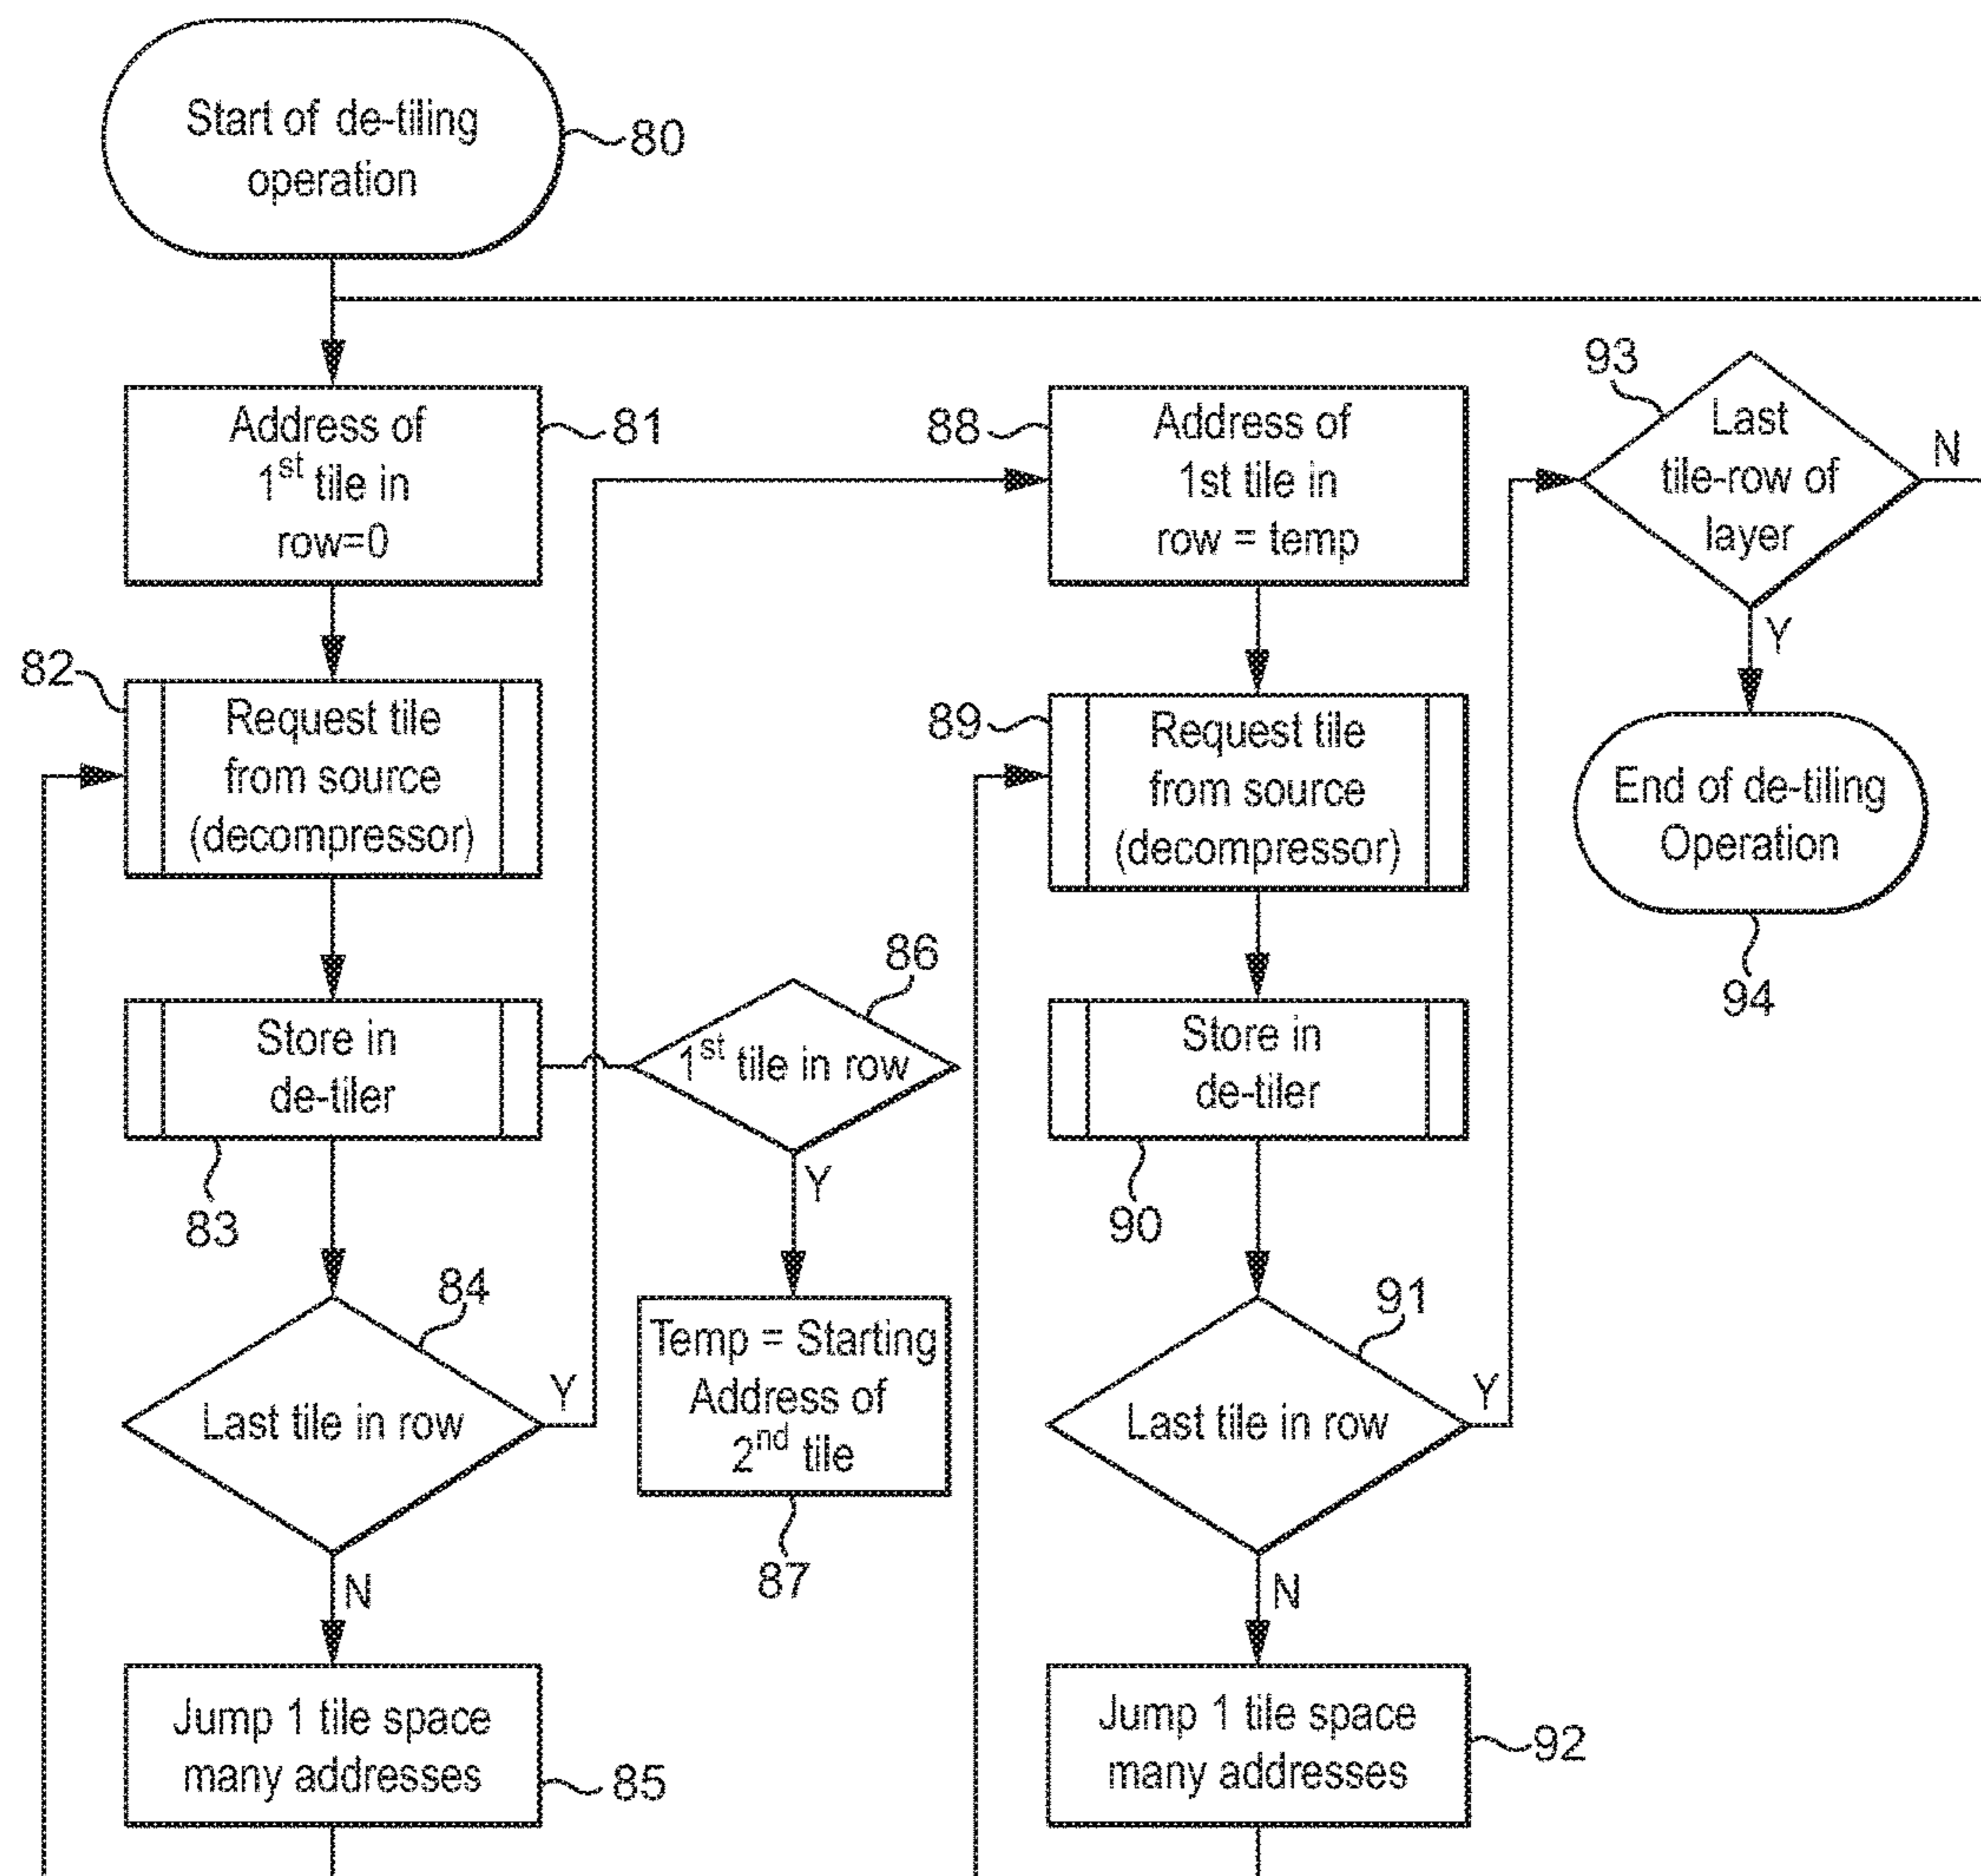 Start of de-tiling
operation
80
Address of
1st tile in
row=0
81
82
Request tile
from source
(decompressor)
Store in
de-tiler
83
84
Last tile in row
Y
N
Jump 1 tile space
many addresses
85
86
1st tile in row
Y
Temp = Starting
Address of
2nd tile
87
88
Address of
1st tile in
row = temp
89
Request tile
from source
(decompressor)
Store in
de-tiler
90
91
Last tile in row
Y
N
Jump 1 tile space
many addresses
92
93
Last
tile-row of
layer
N
Y
End of de-tiling
Operation
94